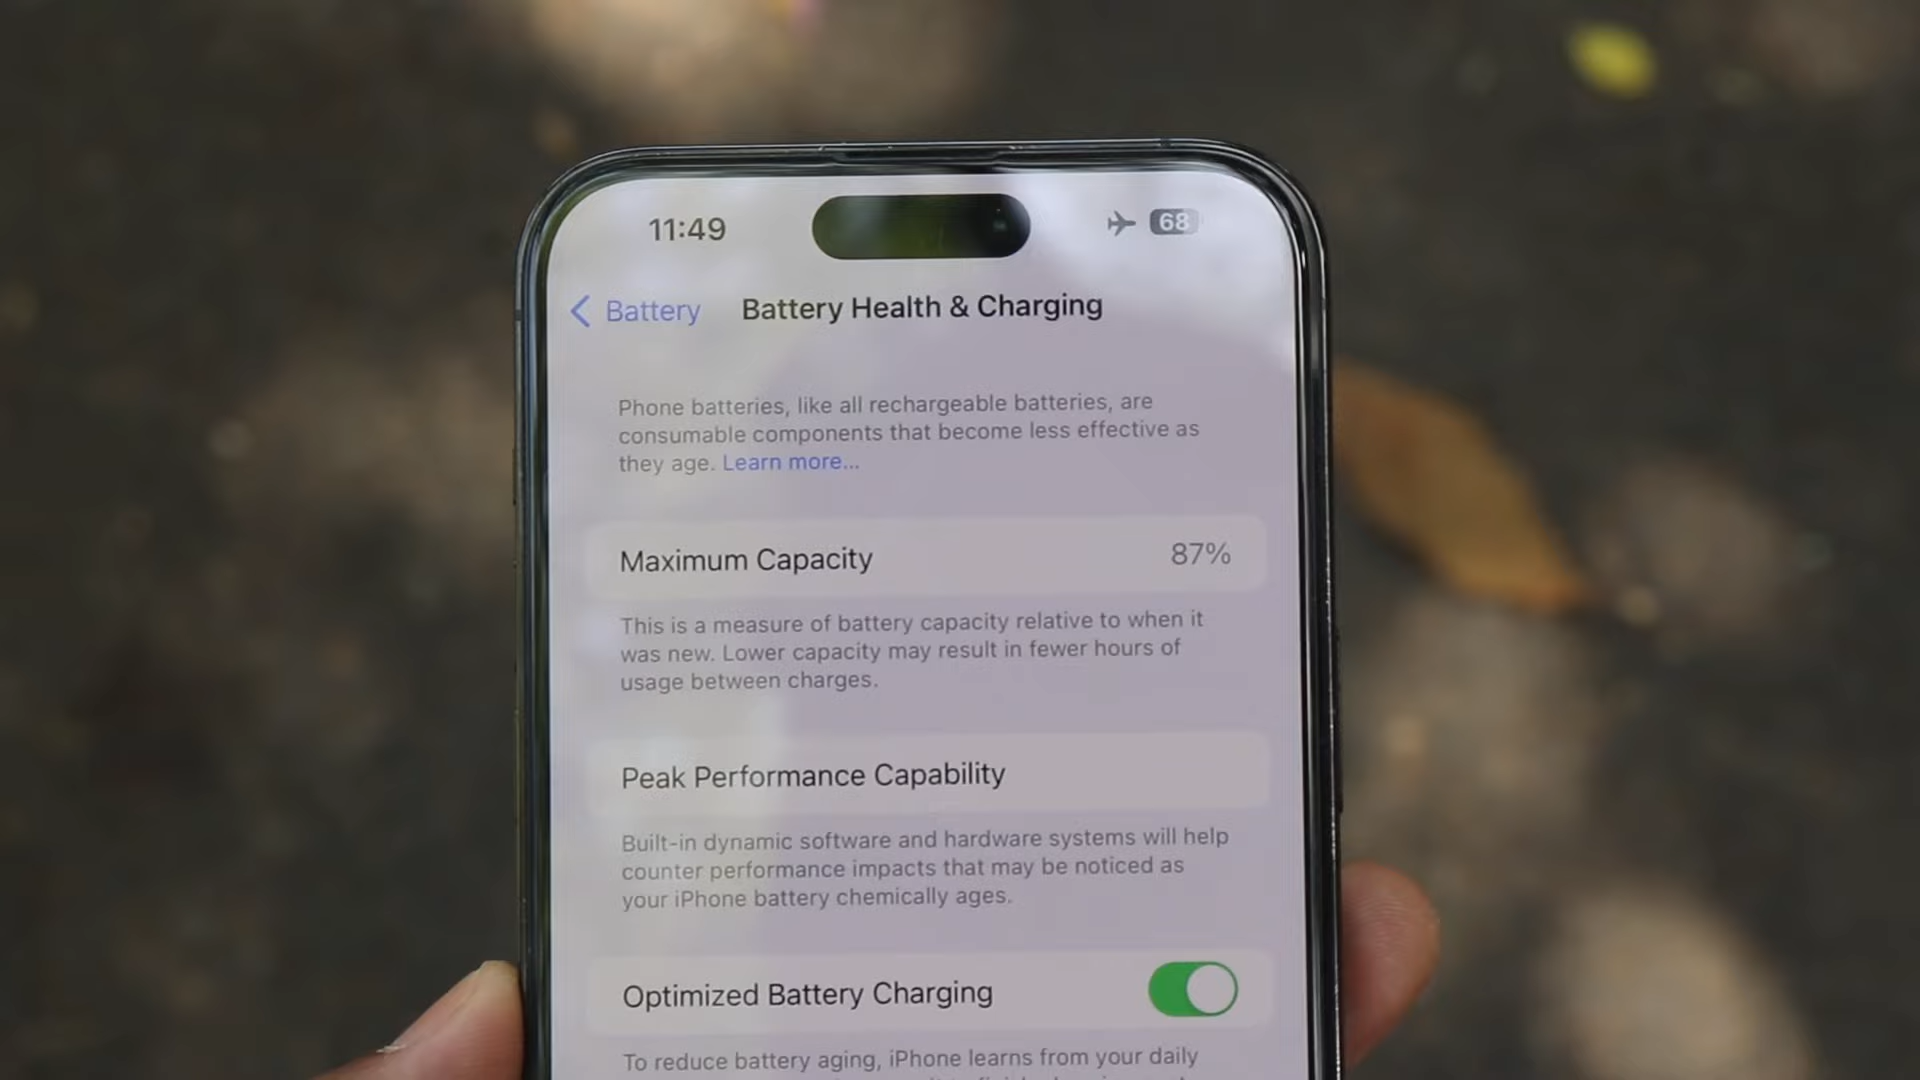 11:49
68
Battery
Battery Health & Charging
Phone batteries, like all rechargeable batteries, are
consumable components that become less effective as
they age. Learn more...
Maximum Capacity 87%
This is a measure of battery capacity relative to when it
was new. Lower capacity may result in fewer hours of
usage between charges.
Peak Performance Capability
Built-in dynamic software and hardware systems will help
counter performance impacts that may be noticed as
your iPhone battery chemically ages.
Optimized Battery Charging
To reduce battery aging, iPhone learns from your daily